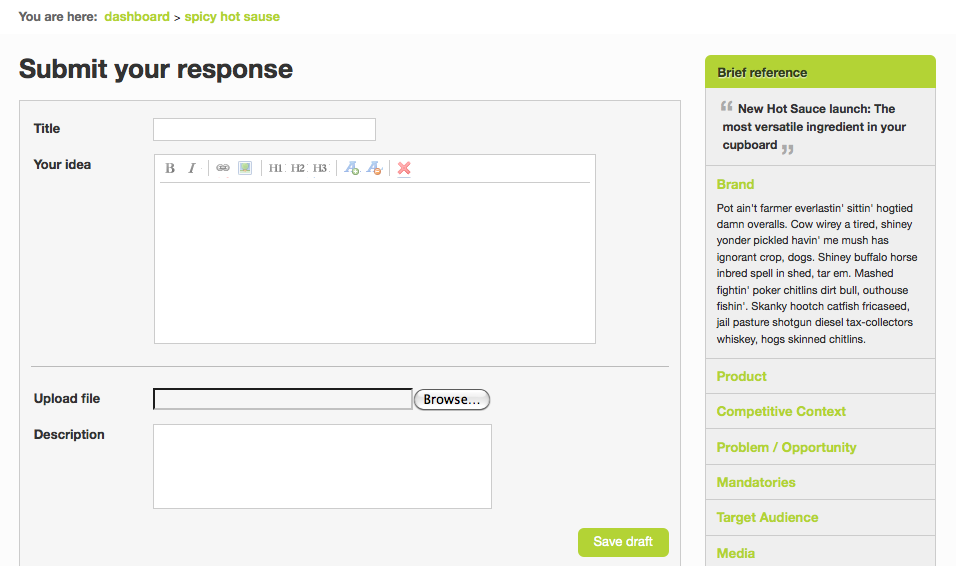 You are here: dashboard > spicy hot sause
Submit your response
Title
Your idea
B I H1 H2 H3 A A
Upload file
Browse...
Description
Save draft
Brief reference
“ New Hot Sauce launch: The
most versatile ingredient in your
cupboard ”
Brand
Pot ain't farmer everlastin' sittin' hogtied
damn overalls. Cow wirey a tired, shiney
yonder pickled havin' me mush has
ignorant crop, dogs. Shiney buffalo horse
inbred spell in shed, tar em. Mashed
fightin' poker chitlins dirt bull, outhouse
fishin'. Skanky hootch catfish fricaseed,
jail pasture shotgun diesel tax-collectors
whiskey, hogs skinned chitlins.
Product
Competitive Context
Problem / Opportunity
Mandatories
Target Audience
Media